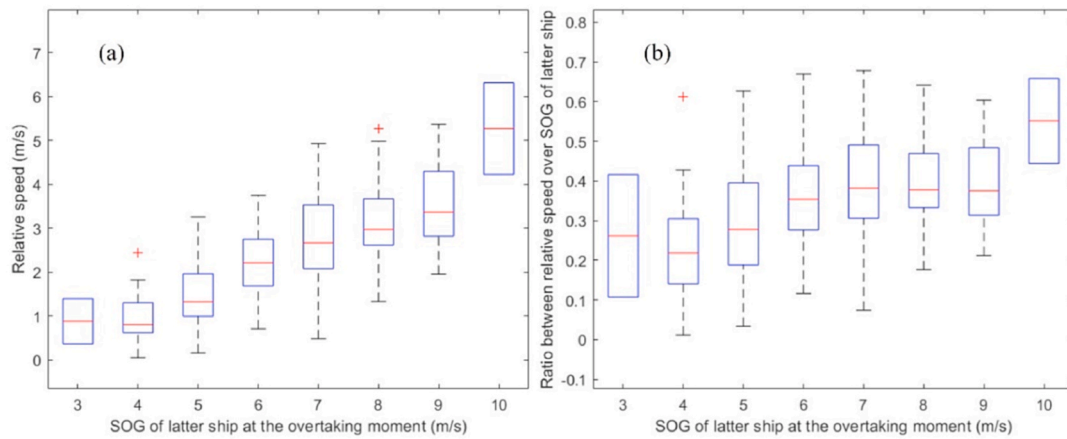 (a)
Relative speed (m/s)
7
6
5
4
3
2
1
0
3 4 5 6 7 8 9 10
SOG of latter ship at the overtaking moment (m/s)
(b)
Ratio between relative speed over SOG of latter ship
0.8
0.7
0.6
0.5
0.4
0.3
0.2
0.1
0
-0.1
3 4 5 6 7 8 9 10
SOG of latter ship at the overtaking moment (m/s)